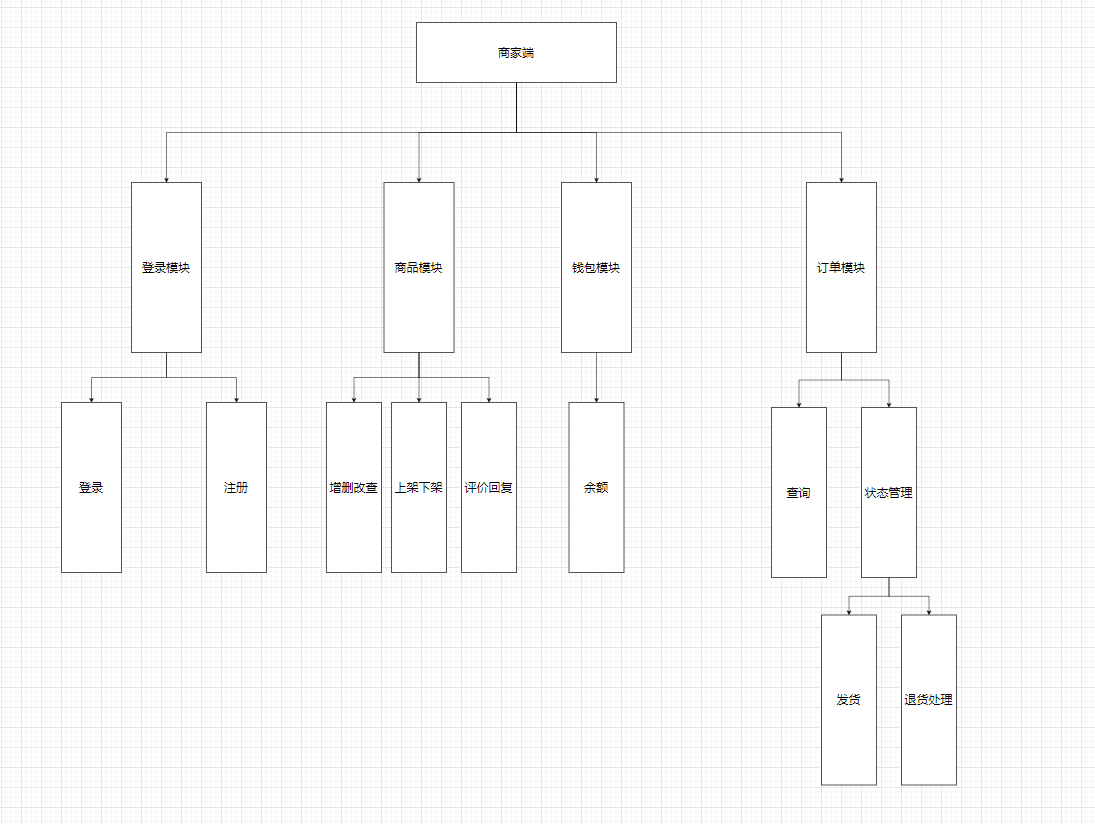 商家端
登录模块
商品模块
钱包模块
订单模块
登录
注册
增删改查
上架下架
评价回复
余额
查询
状态管理
发货
退货处理